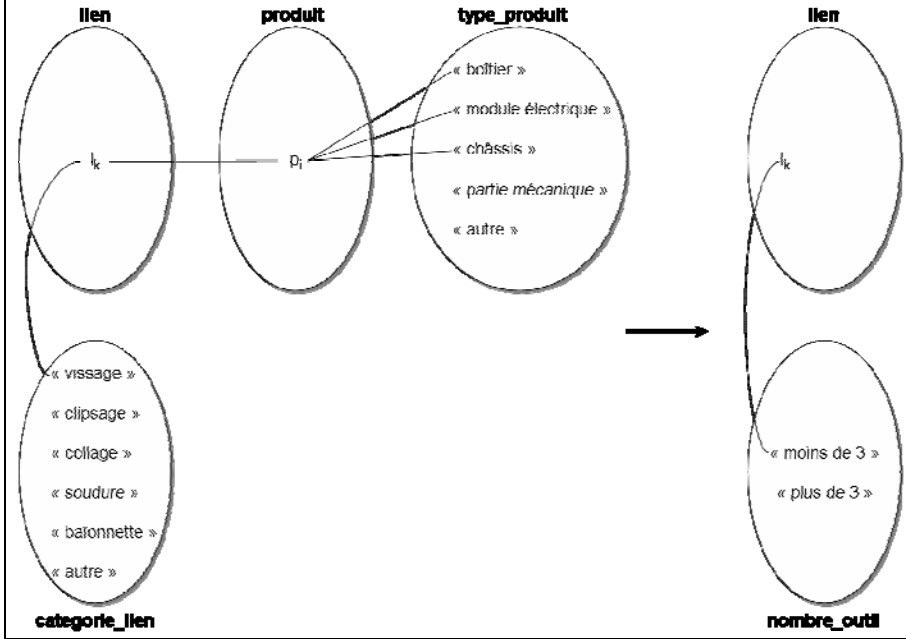 lien
produit
type_produit
lien
« boîtier »
« module électrique »
« châssis »
« partie mécanique »
« autre »
lk
pi
lk
« vissage »
« clipsage »
« collage »
« soudure »
« baïonnette »
« autre »
« moins de 3 »
« plus de 3 »
categorie_lien
nombre_outil